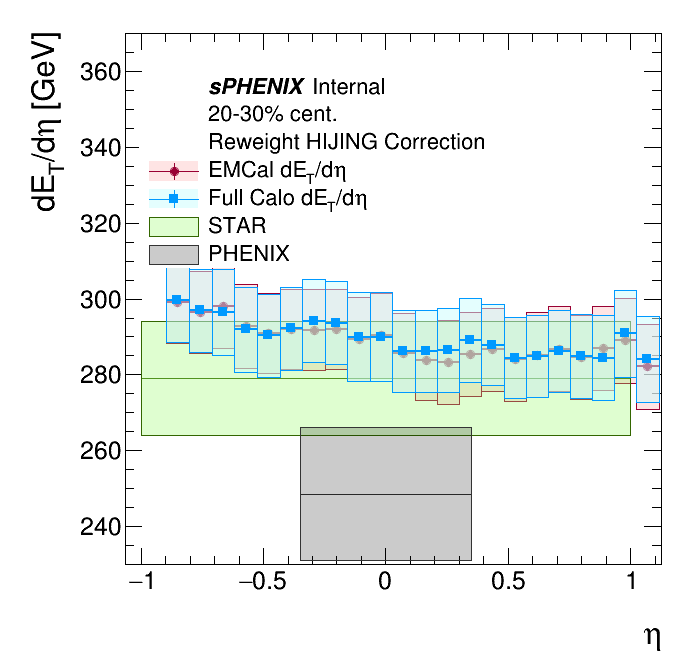 dE_T/dη [GeV]
360
340
320
300
280
260
240
sPHENIX Internal
20-30% cent.
Reweight HIJING Correction
EMCal dE_T/dη
Full Calo dE_T/dη
STAR
PHENIX
−1 −0.5 0 0.5 1
η